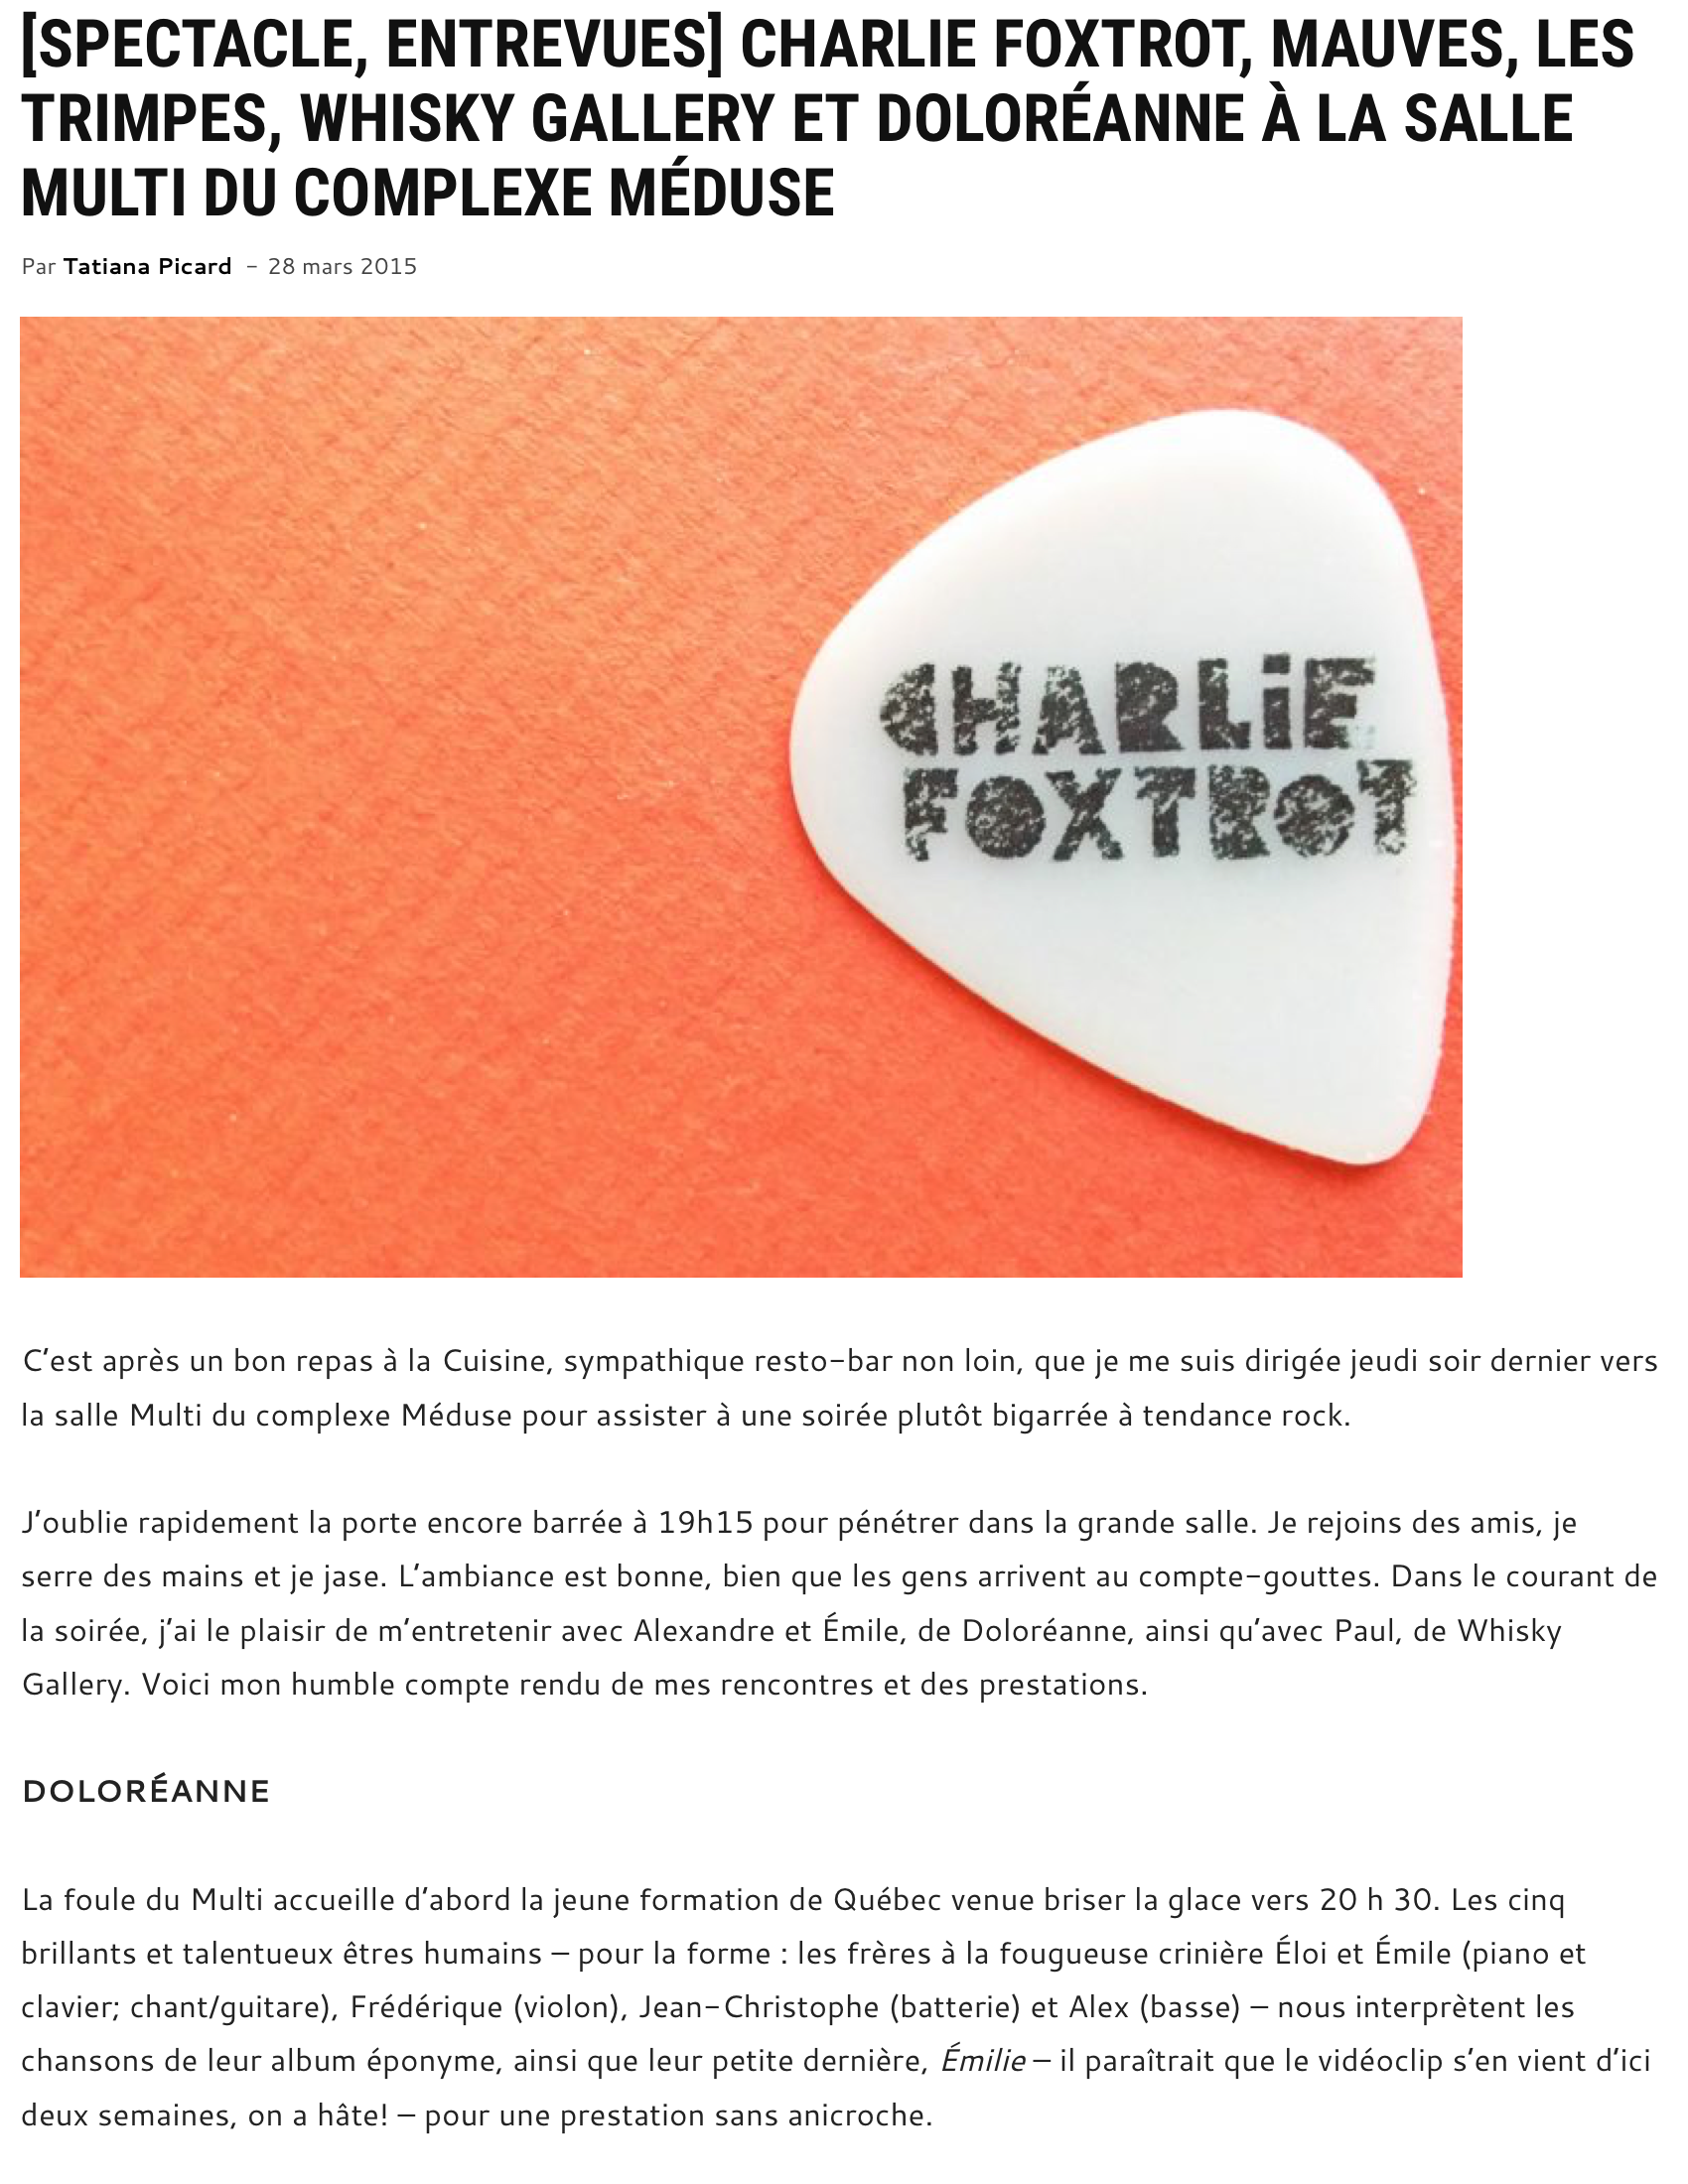 [SPECTACLE, ENTREVUES] CHARLIE FOXTROT, MAUVES, LES
TRIMPES, WHISKY GALLERY ET DOLORÉANNE À LA SALLE
MULTI DU COMPLEXE MÉDUSE
Par Tatiana Picard - 28 mars 2015
CHARLiE
FOXTROT
C'est après un bon repas à la Cuisine, sympathique resto-bar non loin, que je me suis dirigée jeudi soir dernier vers
la salle Multi du complexe Méduse pour assister à une soirée plutôt bigarrée à tendance rock.
J'oublie rapidement la porte encore barrée à 19h15 pour pénétrer dans la grande salle. Je rejoins des amis, je
serre des mains et je jase. L'ambiance est bonne, bien que les gens arrivent au compte-gouttes. Dans le courant de
la soirée, j'ai le plaisir de m'entretenir avec Alexandre et Émile, de Doloréanne, ainsi qu'avec Paul, de Whisky
Gallery. Voici mon humble compte rendu de mes rencontres et des prestations.
DOLORÉANNE
La foule du Multi accueille d'abord la jeune formation de Québec venue briser la glace vers 20 h 30. Les cinq
brillants et talentueux êtres humains – pour la forme : les frères à la fougueuse crinière Éloi et Émile (piano et
clavier; chant/guitare), Frédérique (violon), Jean-Christophe (batterie) et Alex (basse) – nous interprètent les
chansons de leur album éponyme, ainsi que leur petite dernière, Émilie – il paraîtrait que le vidéoclip s'en vient d'ici
deux semaines, on a hâte! – pour une prestation sans anicroche.